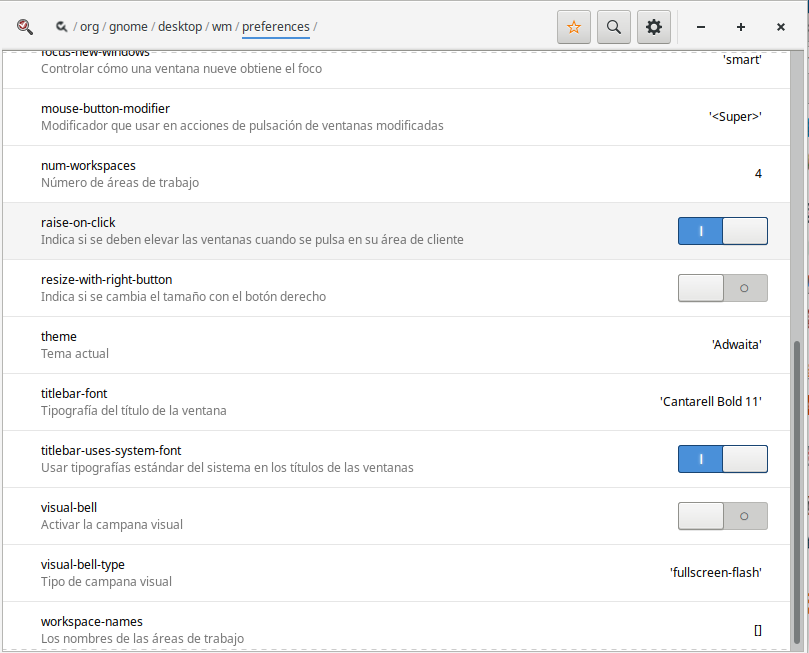 / org / gnome / desktop / wm / preferences /
focus-new-windows
Controlar cómo una ventana nueva obtiene el foco
'smart'
mouse-button-modifier
Modificador que usar en acciones de pulsación de ventanas modificadas
'<Super>'
num-workspaces
Número de áreas de trabajo
4
raise-on-click
Indica si se deben elevar las ventanas cuando se pulsa en su área de cliente
resize-with-right-button
Indica si se cambia el tamaño con el botón derecho
theme
Tema actual
'Adwaita'
titlebar-font
Tipografía del título de la ventana
'Cantarell Bold 11'
titlebar-uses-system-font
Usar tipografías estándar del sistema en los títulos de las ventanas
visual-bell
Activar la campana visual
visual-bell-type
Tipo de campana visual
'fullscreen-flash'
workspace-names
Los nombres de las áreas de trabajo
[]